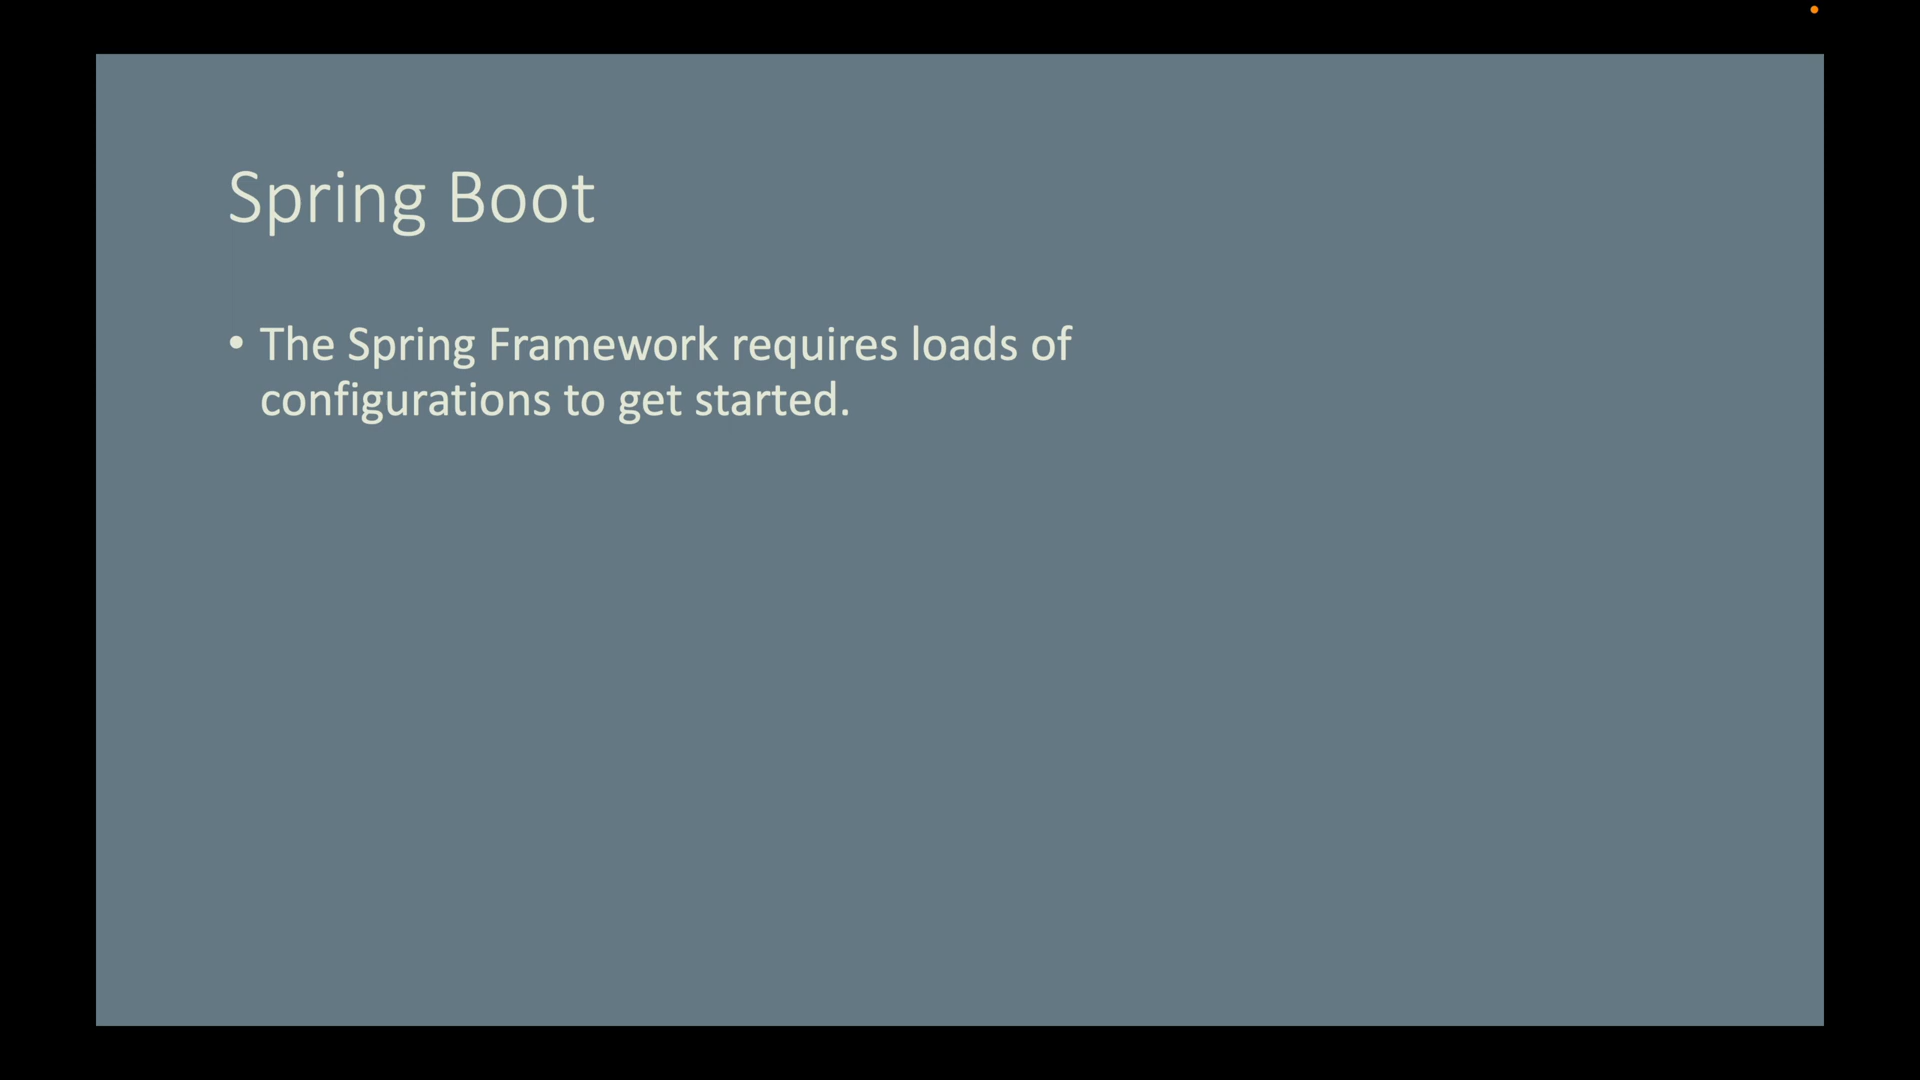 Spring Boot
• The Spring Framework requires loads of
configurations to get started.